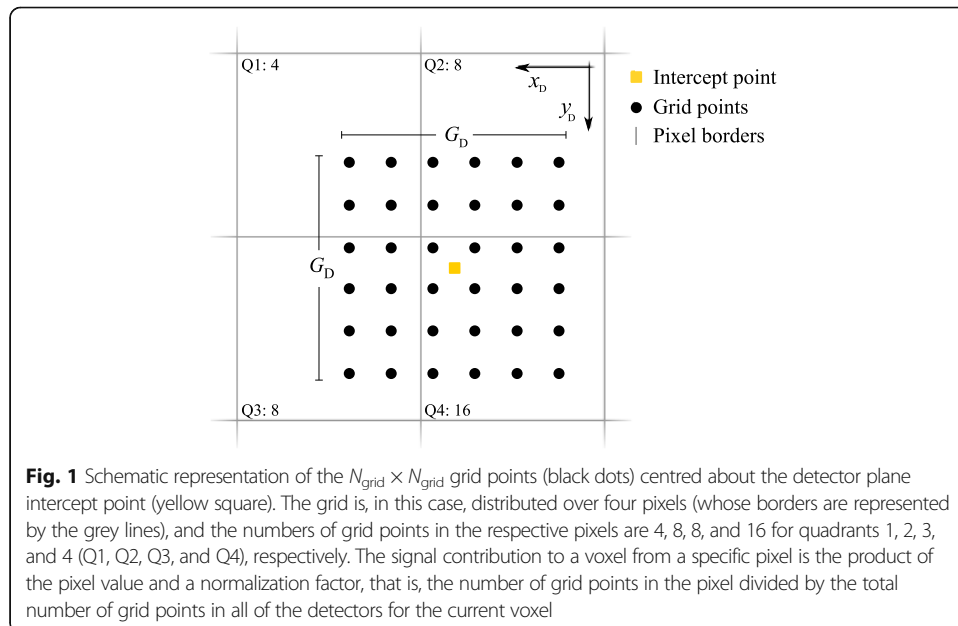 Q1: 4
Q2: 8
x_D
y_D
G_D
G_D
Q3: 8
Q4: 16
Intercept point
Grid points
Pixel borders
Fig. 1 Schematic representation of the N_grid × N_grid grid points (black dots) centred about the detector plane
intercept point (yellow square). The grid is, in this case, distributed over four pixels (whose borders are represented
by the grey lines), and the numbers of grid points in the respective pixels are 4, 8, 8, and 16 for quadrants 1, 2, 3,
and 4 (Q1, Q2, Q3, and Q4), respectively. The signal contribution to a voxel from a specific pixel is the product of
the pixel value and a normalization factor, that is, the number of grid points in the pixel divided by the total
number of grid points in all of the detectors for the current voxel